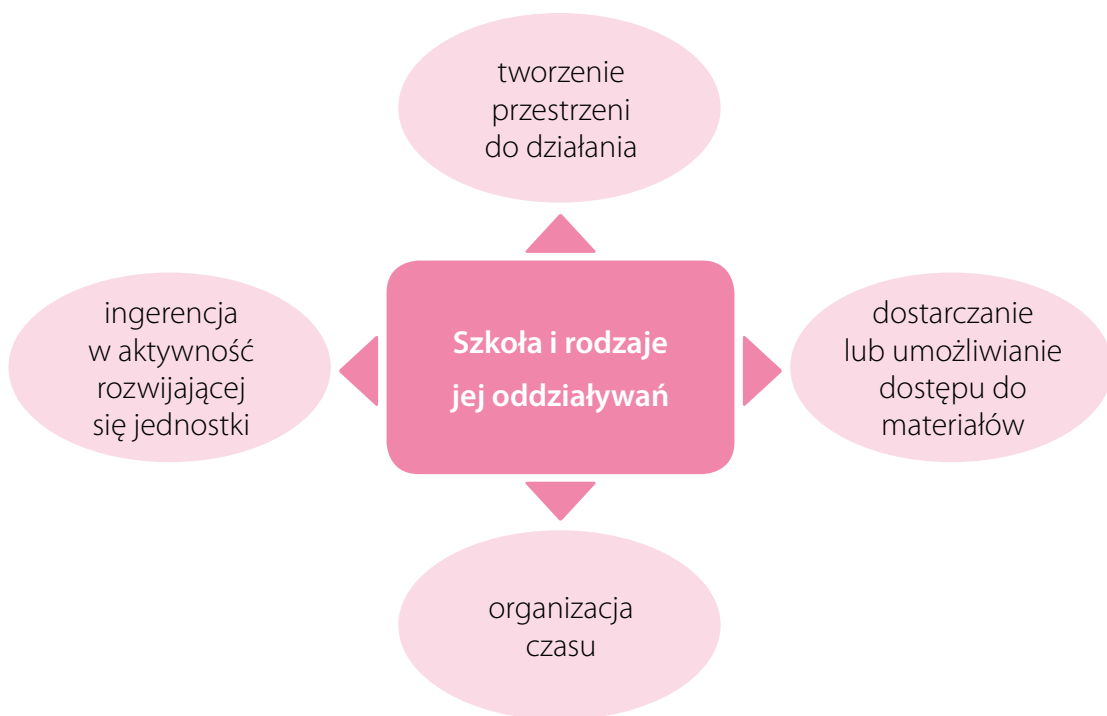 tworzenie
przestrzeni
do działania
ingerencja
w aktywność
rozwijającej
się jednostki
Szkoła i rodzaje
jej oddziaływań
dostarczanie
lub umożliwianie
dostępu do
materiałów
organizacja
czasu